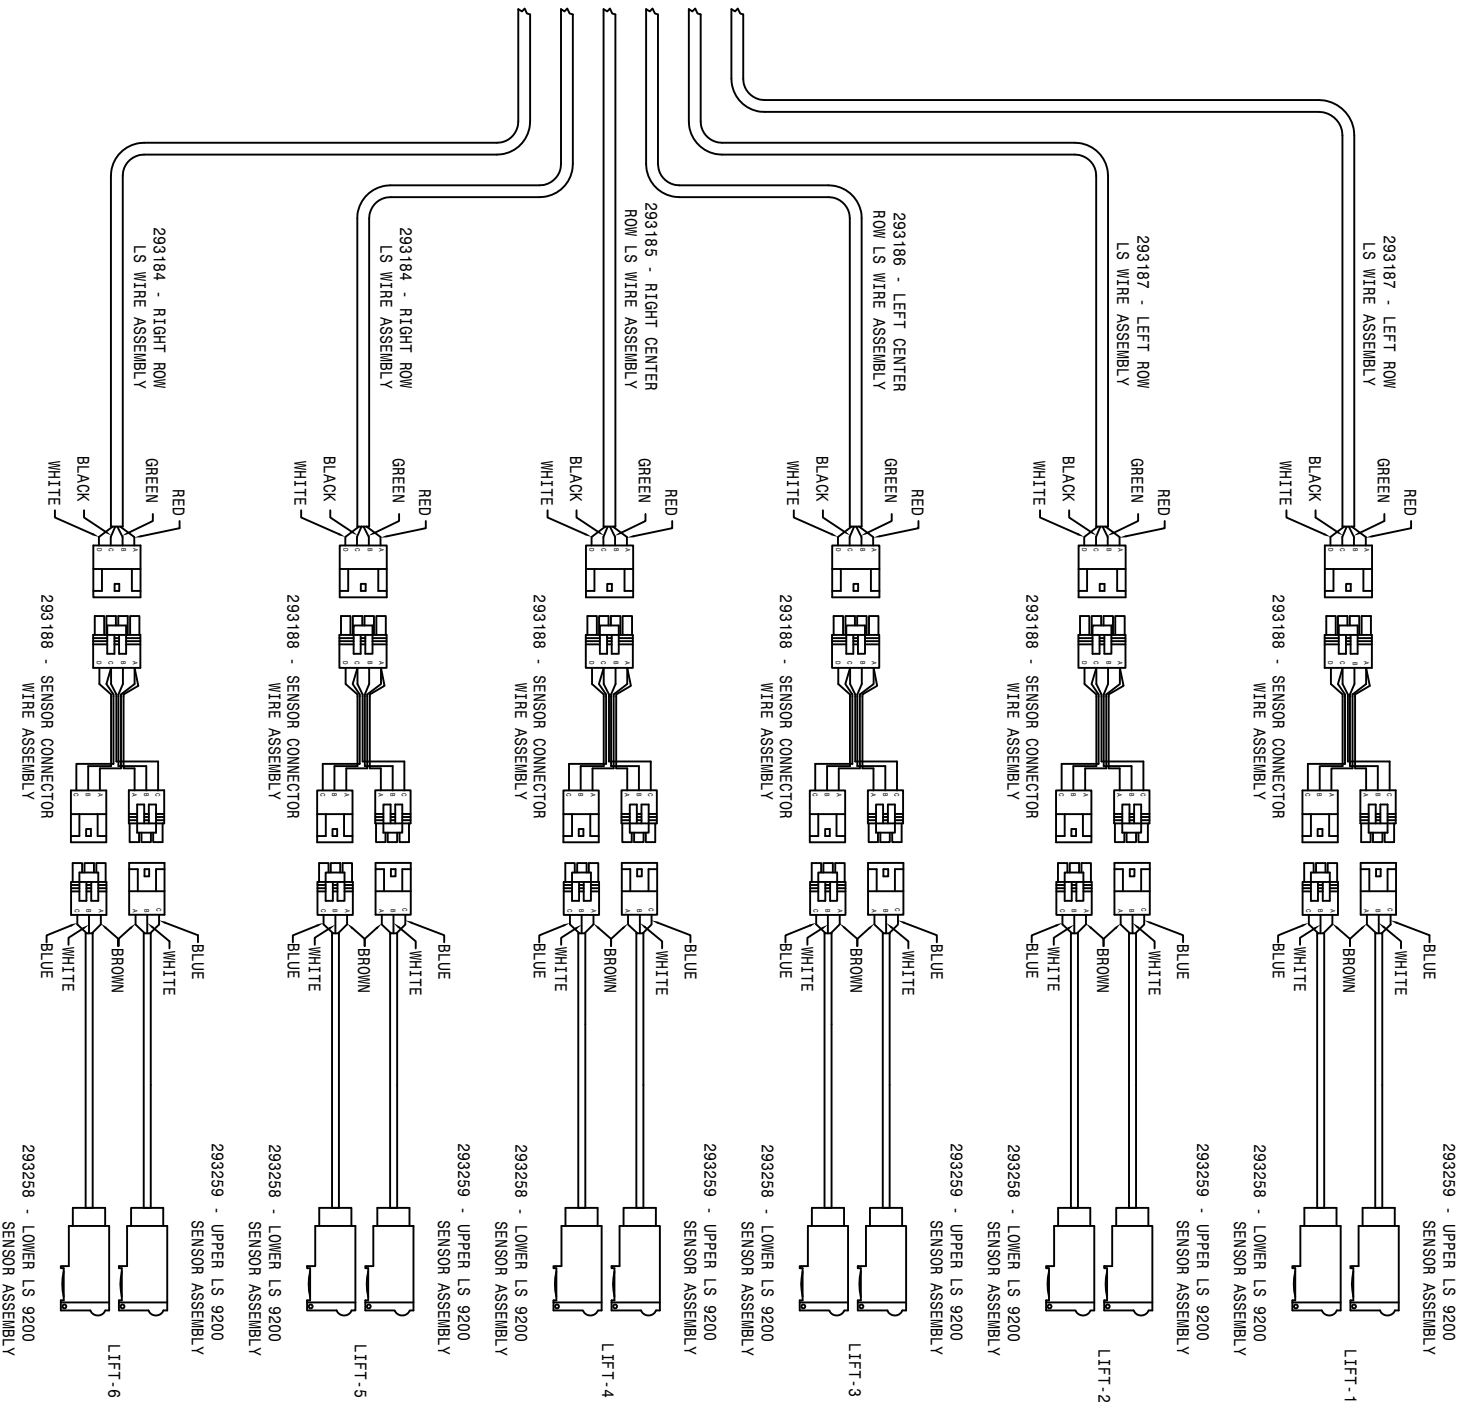 293187 - LEFT ROW
LS WIRE ASSEMBLY
RED
GREEN
BLACK
WHITE
A B C D
A B C D
293188 - SENSOR CONNECTOR
WIRE ASSEMBLY
C B A
A B C
C B A
A B C
BLUE
WHITE
BROWN
WHITE
BLUE
293259 - UPPER LS 9200
SENSOR ASSEMBLY
293258 - LOWER LS 9200
SENSOR ASSEMBLY
LIFT-1
293187 - LEFT ROW
LS WIRE ASSEMBLY
RED
GREEN
BLACK
WHITE
A B C D
A B C D
293188 - SENSOR CONNECTOR
WIRE ASSEMBLY
C B A
A B C
C B A
A B C
BLUE
WHITE
BROWN
WHITE
BLUE
293259 - UPPER LS 9200
SENSOR ASSEMBLY
293258 - LOWER LS 9200
SENSOR ASSEMBLY
LIFT-2
293186 - LEFT CENTER
ROW LS WIRE ASSEMBLY
RED
GREEN
BLACK
WHITE
A B C D
A B C D
293188 - SENSOR CONNECTOR
WIRE ASSEMBLY
C B A
A B C
C B A
A B C
BLUE
WHITE
BROWN
WHITE
BLUE
293259 - UPPER LS 9200
SENSOR ASSEMBLY
293258 - LOWER LS 9200
SENSOR ASSEMBLY
LIFT-3
293185 - RIGHT CENTER
ROW LS WIRE ASSEMBLY
RED
GREEN
BLACK
WHITE
A B C D
A B C D
293188 - SENSOR CONNECTOR
WIRE ASSEMBLY
C B A
A B C
C B A
A B C
BLUE
WHITE
BROWN
WHITE
BLUE
293259 - UPPER LS 9200
SENSOR ASSEMBLY
293258 - LOWER LS 9200
SENSOR ASSEMBLY
LIFT-4
293184 - RIGHT ROW
LS WIRE ASSEMBLY
RED
GREEN
BLACK
WHITE
A B C D
A B C D
293188 - SENSOR CONNECTOR
WIRE ASSEMBLY
C B A
A B C
C B A
A B C
BLUE
WHITE
BROWN
WHITE
BLUE
293259 - UPPER LS 9200
SENSOR ASSEMBLY
293258 - LOWER LS 9200
SENSOR ASSEMBLY
LIFT-5
293184 - RIGHT ROW
LS WIRE ASSEMBLY
RED
GREEN
BLACK
WHITE
A B C D
A B C D
293188 - SENSOR CONNECTOR
WIRE ASSEMBLY
C B A
A B C
C B A
A B C
BLUE
WHITE
BROWN
WHITE
BLUE
293259 - UPPER LS 9200
SENSOR ASSEMBLY
293258 - LOWER LS 9200
SENSOR ASSEMBLY
LIFT-6